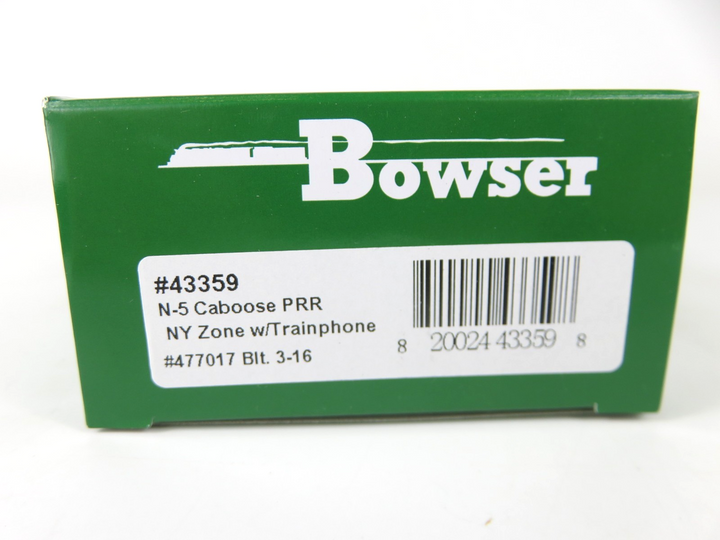 Bowser
#43359
N-5 Caboose PRR
NY Zone w/Trainphone
#477017 Blt. 3-16
8 20024 43359 8